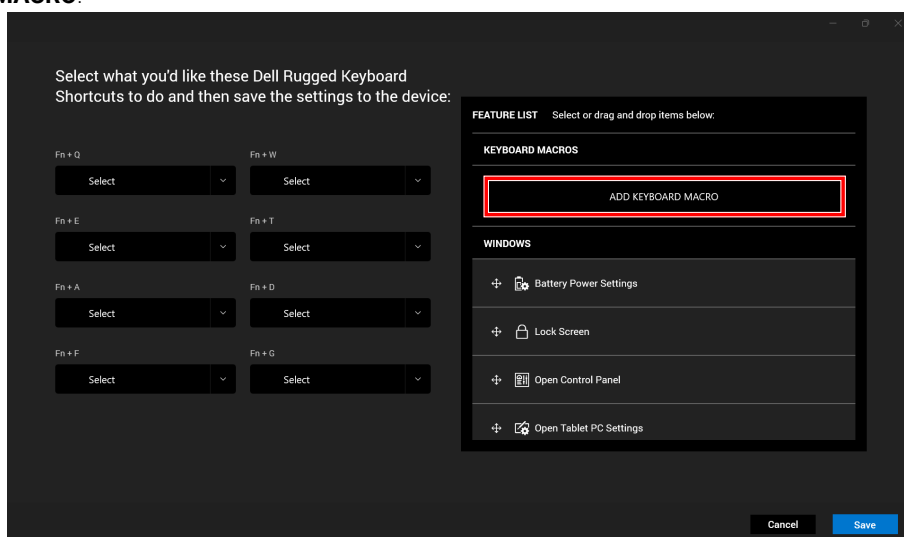 MACRO.
Select what you'd like these Dell Rugged Keyboard
Shortcuts to do and then save the settings to the device:
Fn + Q
Fn + W
Select
Select
Fn + E
Fn + T
Select
Select
Fn + A
Fn + D
Select
Select
Fn + F
Fn + G
Select
Select
FEATURE LIST Select or drag and drop items below:
KEYBOARD MACROS
ADD KEYBOARD MACRO
WINDOWS
Battery Power Settings
Lock Screen
Open Control Panel
Open Tablet PC Settings
Cancel
Save